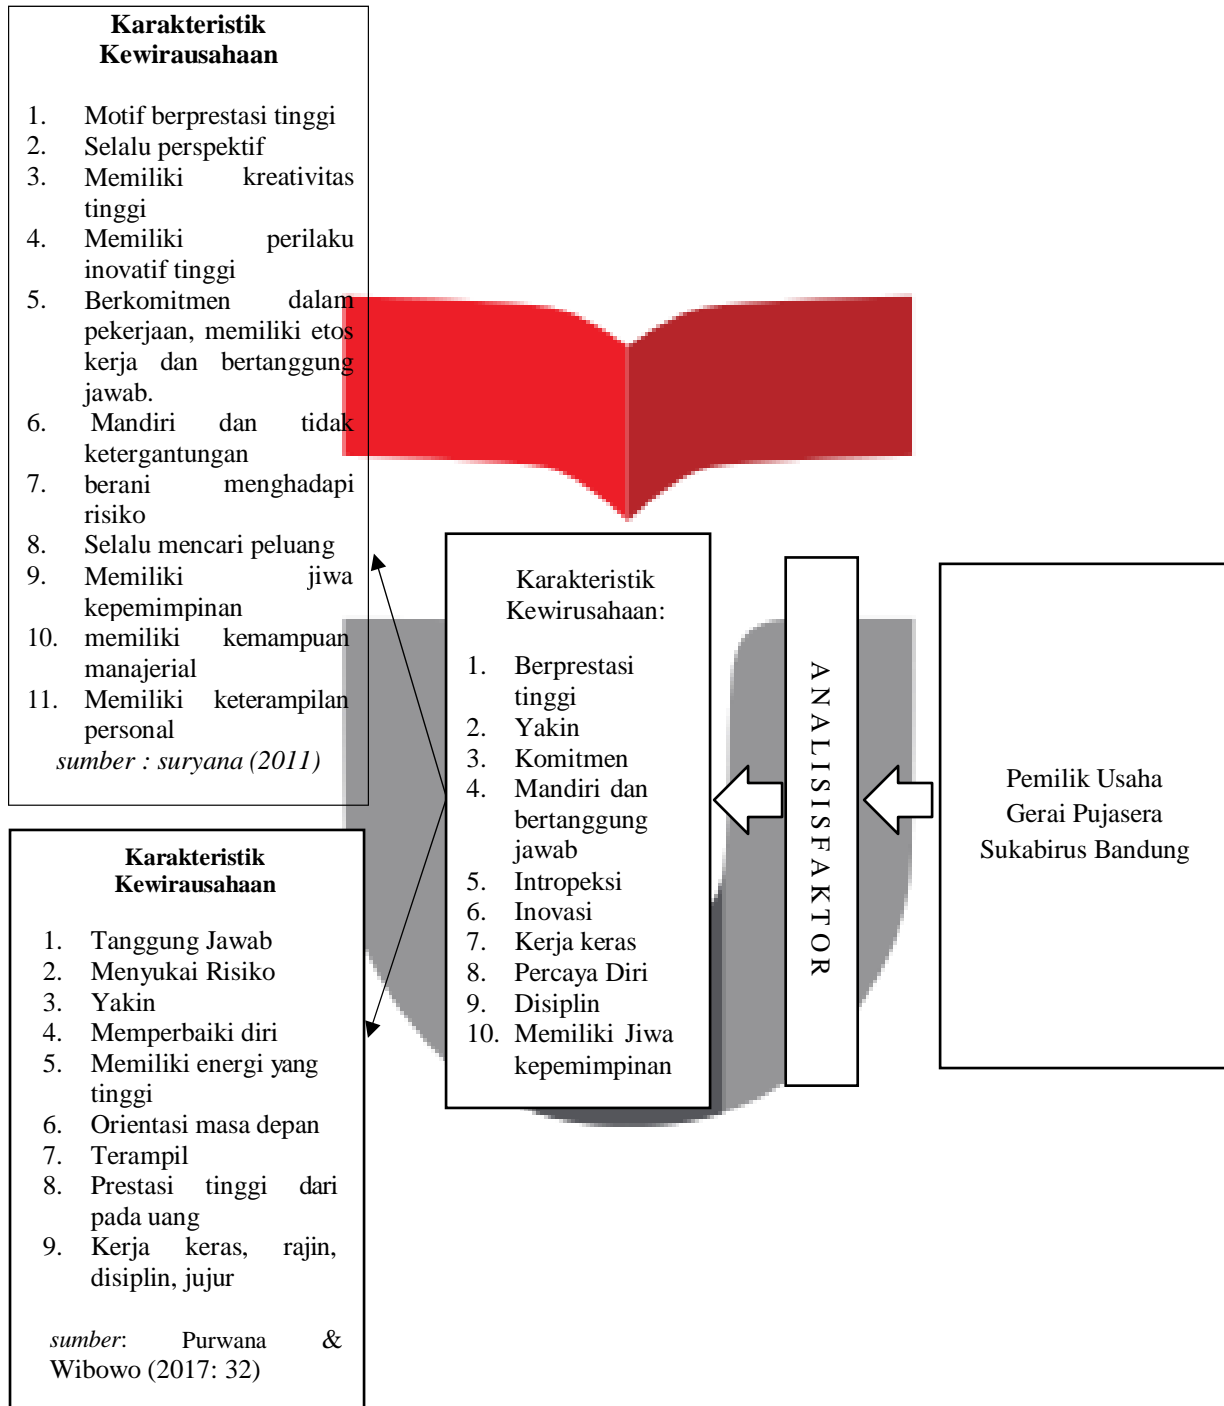 Karakteristik
Kewirausahaan
1. Motif berprestasi tinggi
2. Selalu perspektif
3. Memiliki kreativitas
tinggi
4. Memiliki perilaku
inovatif tinggi
5. Berkomitmen dalam
pekerjaan, memiliki etos
kerja dan bertanggung
jawab.
6. Mandiri dan tidak
ketergantungan
7. berani menghadapi
risiko
8. Selalu mencari peluang
9. Memiliki jiwa
kepemimpinan
10. memiliki kemampuan
manajerial
11. Memiliki keterampilan
personal
sumber : suryana (2011)
Karakteristik
Kewirausahaan
1. Tanggung Jawab
2. Menyukai Risiko
3. Yakin
4. Memperbaiki diri
5. Memiliki energi yang
tinggi
6. Orientasi masa depan
7. Terampil
8. Prestasi tinggi dari
pada uang
9. Kerja keras, rajin,
disiplin, jujur
sumber: Purwana &
Wibowo (2017: 32)
Karakteristik
Kewirusahaan:
1. Berprestasi
tinggi
2. Yakin
3. Komitmen
4. Mandiri dan
bertanggung
jawab
5. Intropeksi
6. Inovasi
7. Kerja keras
8. Percaya Diri
9. Disiplin
10. Memiliki Jiwa
kepemimpinan
ANALISISFAKTOR
Pemilik Usaha
Gerai Pujasera
Sukabirus Bandung